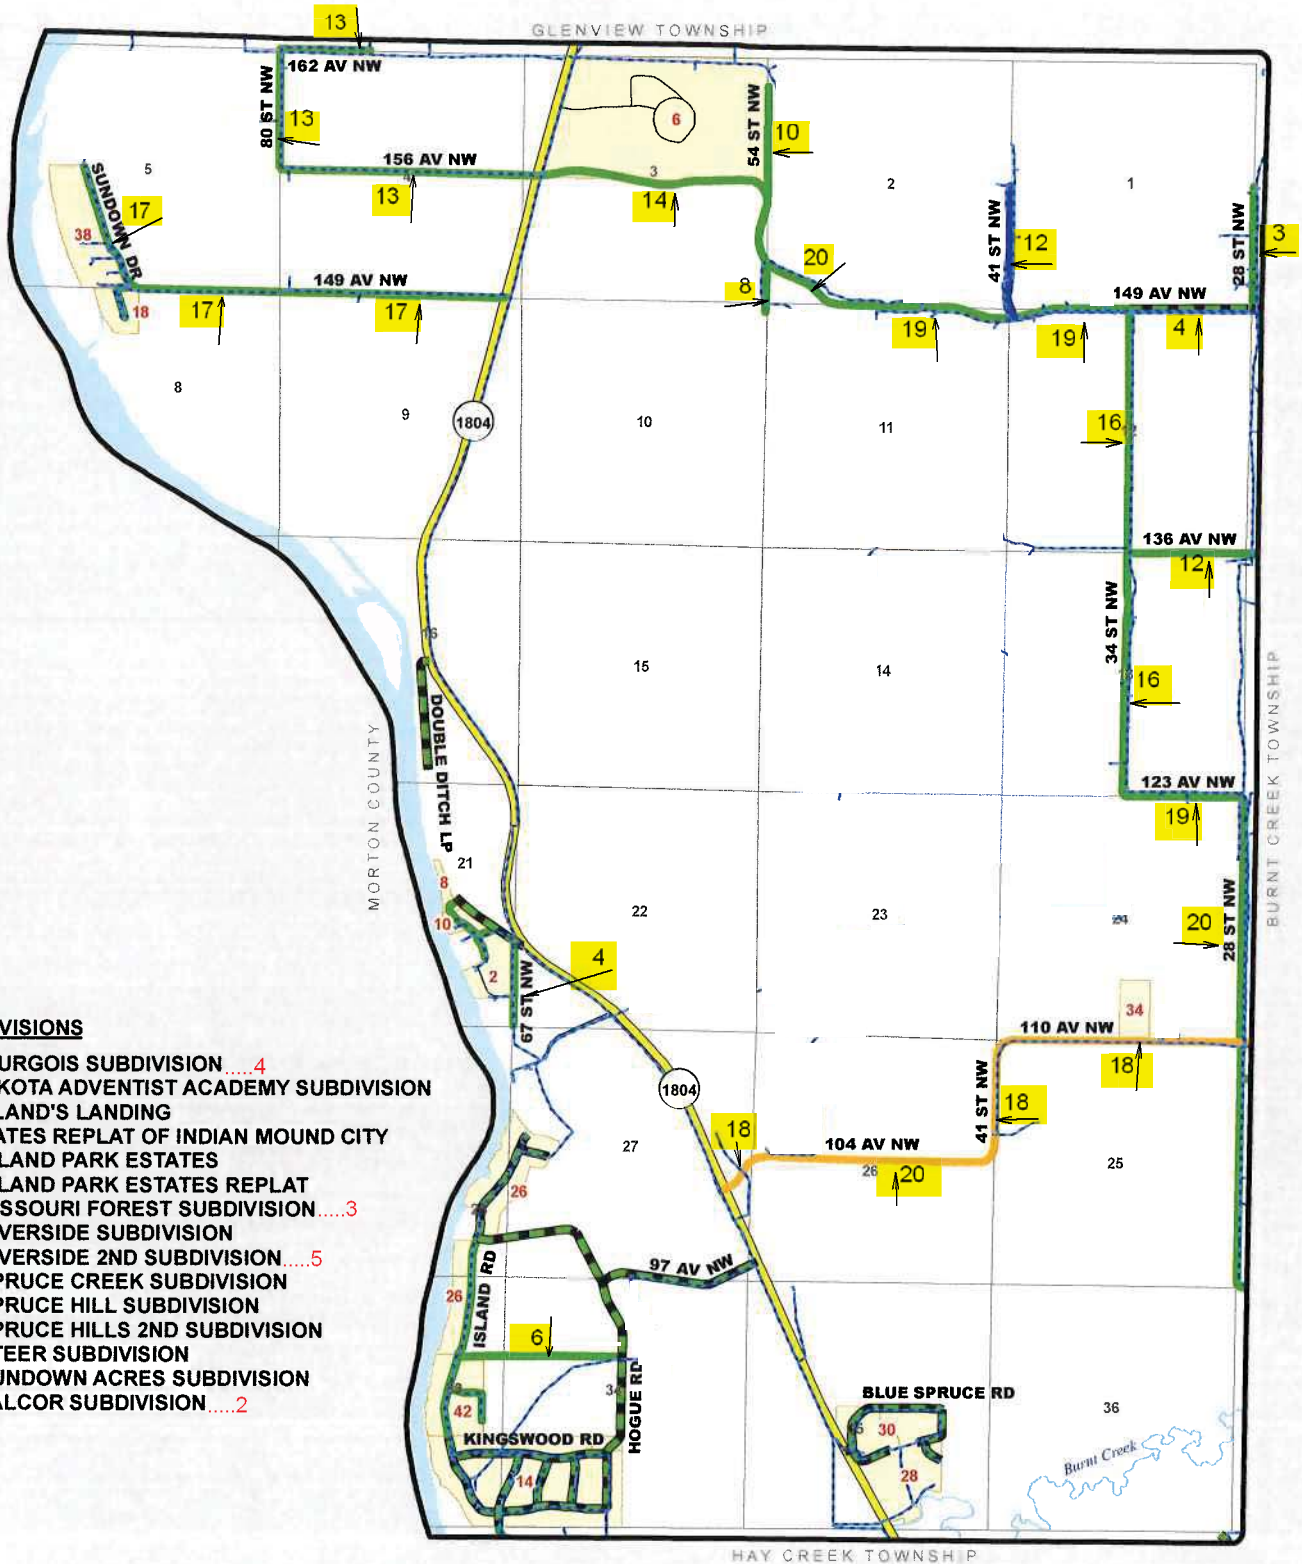 GLENVIEW TOWNSHIP
13
162 AV NW
80 ST NW
13
6
54 ST NW
10
156 AV NW
13
5
4
3
14
2
1
SUNDOWN DR
17
38
18
149 AV NW
17
17
8
20
41 ST NW
12
28 ST NW
3
149 AV NW
19
19
4
8
9
1804
10
11
16
12
136 AV NW
12
34 ST NW
16
15
14
13
16
DOUBLE DITCH LP
MORTON COUNTY
BURNT CREEK TOWNSHIP
123 AV NW
19
21
8
10
2
22
23
24
20
28 ST NW
4
67 ST NW
34
110 AV NW
18
1804
41 ST NW
18
18
104 AV NW
26
20
25
27
26
VISIONS
URGOIS SUBDIVISION.....4
KOTA ADVENTIST ACADEMY SUBDIVISION
LAND'S LANDING
ATES REPLAT OF INDIAN MOUND CITY
LAND PARK ESTATES
LAND PARK ESTATES REPLAT
SSOURI FOREST SUBDIVISION.....3
VERSIDE SUBDIVISION
VERSIDE 2ND SUBDIVISION.....5
PRUCE CREEK SUBDIVISION
PRUCE HILL SUBDIVISION
PRUCE HILLS 2ND SUBDIVISION
TEER SUBDIVISION
UNDOWN ACRES SUBDIVISION
ALCOR SUBDIVISION.....2
97 AV NW
26
ISLAND RD
6
HOGUE RD
42
KINGSWOOD RD
14
BLUE SPRUCE RD
30
28
36
Burnt Creek
HAY CREEK TOWNSHIP